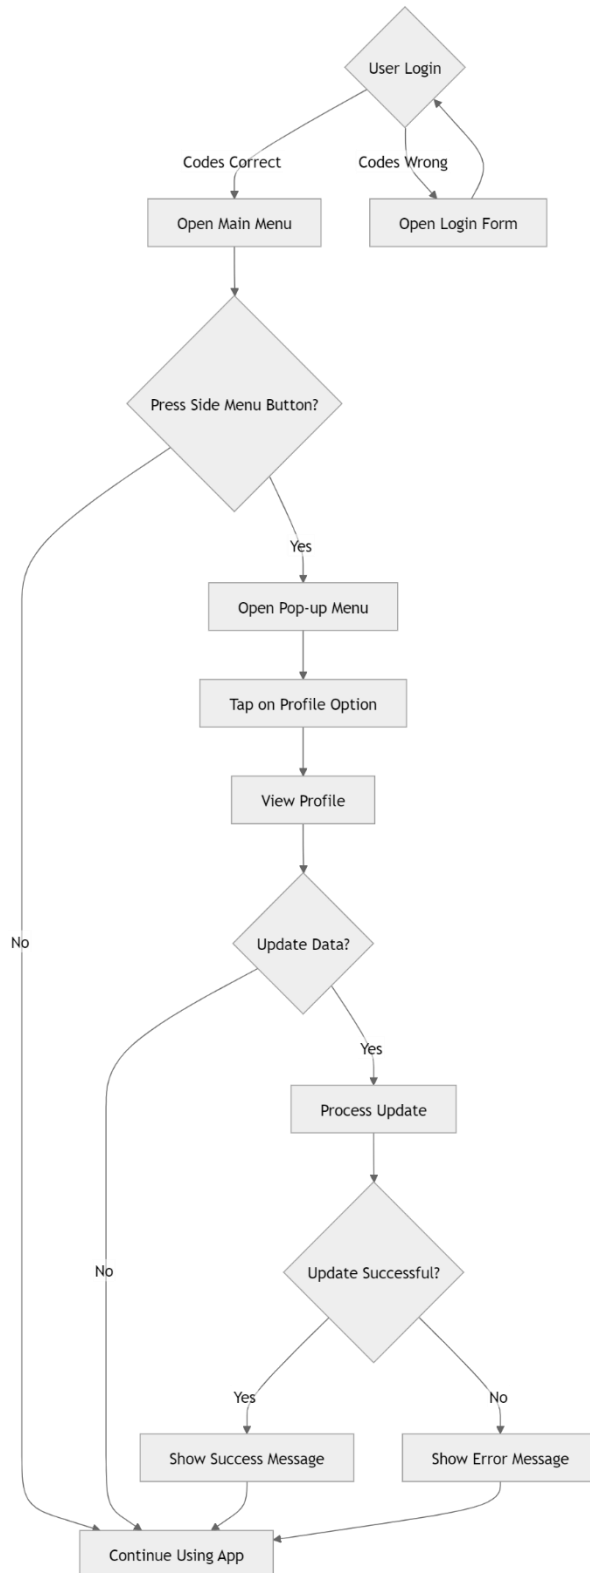 User Login
Codes Correct
Codes Wrong
Open Main Menu
Open Login Form
Press Side Menu Button?
Yes
Open Pop-up Menu
Tap on Profile Option
View Profile
No
Update Data?
Yes
Process Update
No
Update Successful?
Yes
No
Show Success Message
Show Error Message
Continue Using App